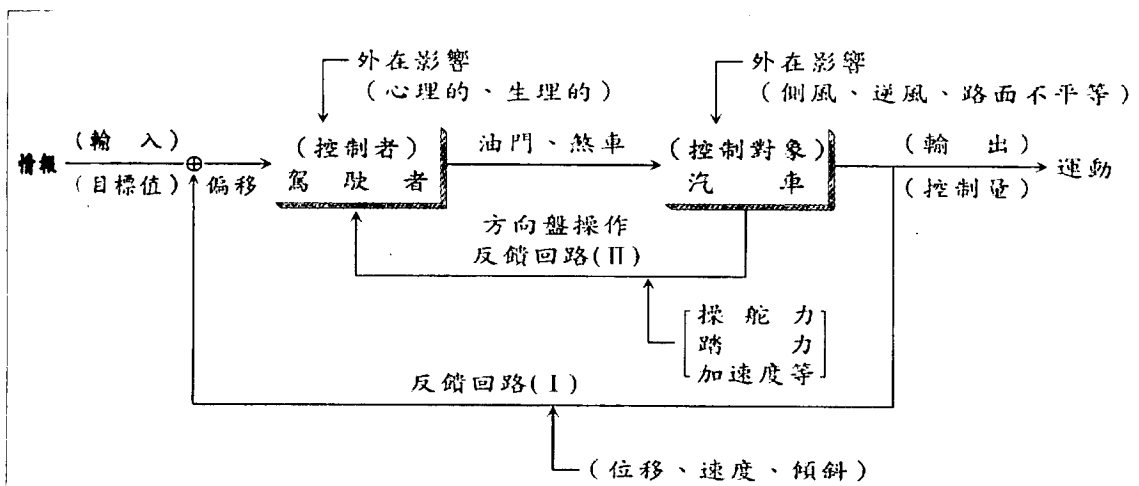 外在影響
(心理的、生理的)
外在影響
(側風、逆風、路面不平等)
情報
(輸入)
(目標值)
偏移
(控制者)
駕駛者
油門、煞車
(控制對象)
汽車
(輸出)
(控制量)
運動
方向盤操作
反饋回路(II)
操舵力
踏力
加速度等
反饋回路(I)
(位移、速度、傾斜)